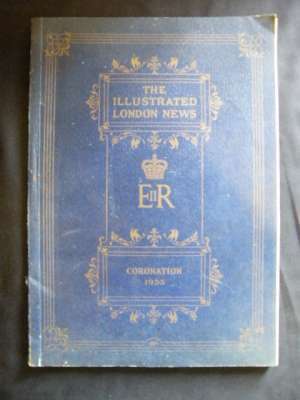 THE
ILLUSTRATED
LONDON NEWS
EIIR
CORONATION
1953